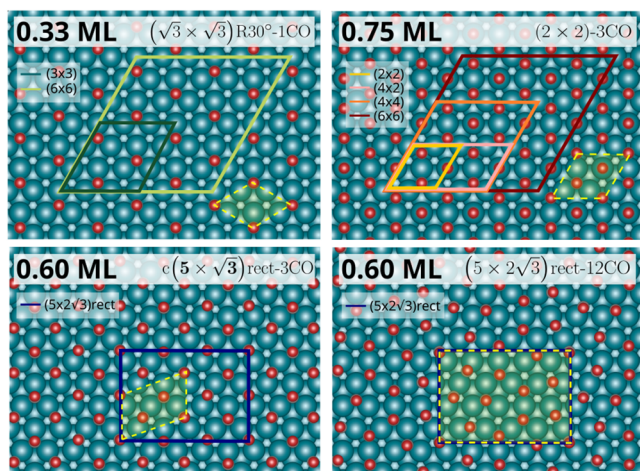 0.33 ML (√3 × √3)R30°-1CO
(3x3)
(6x6)
0.75 ML (2 × 2)-3CO
(2x2)
(4x2)
(4x4)
(6x6)
0.60 ML c(5 × √3)rect-3CO
(5x2√3)rect
0.60 ML (5 × 2√3)rect-12CO
(5x2√3)rect